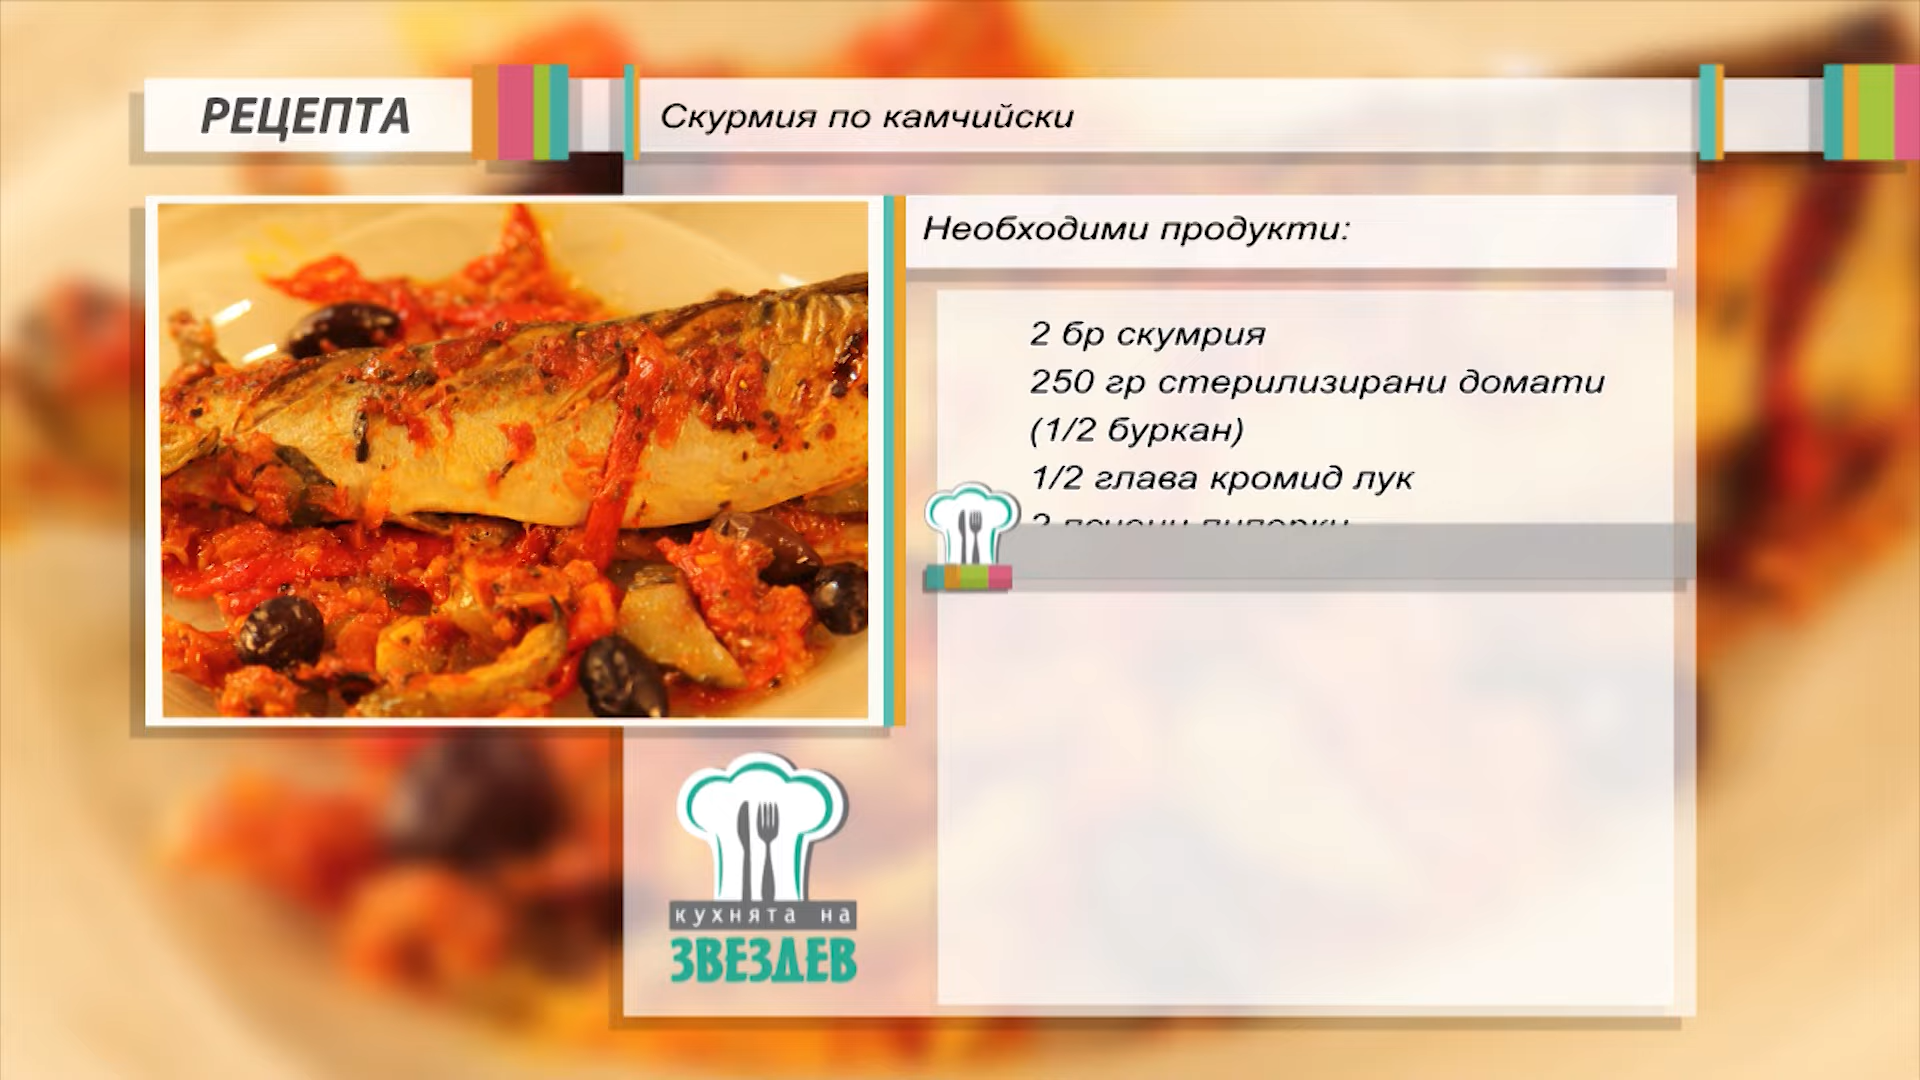 РЕЦЕПТА
Скурмия по камчийски
Необходими продукти:
2 бр скумрия
250 гр стерилизирани домати
(1/2 буркан)
1/2 глава кромид лук
кухнята на
ЗВЕЗДЕВ